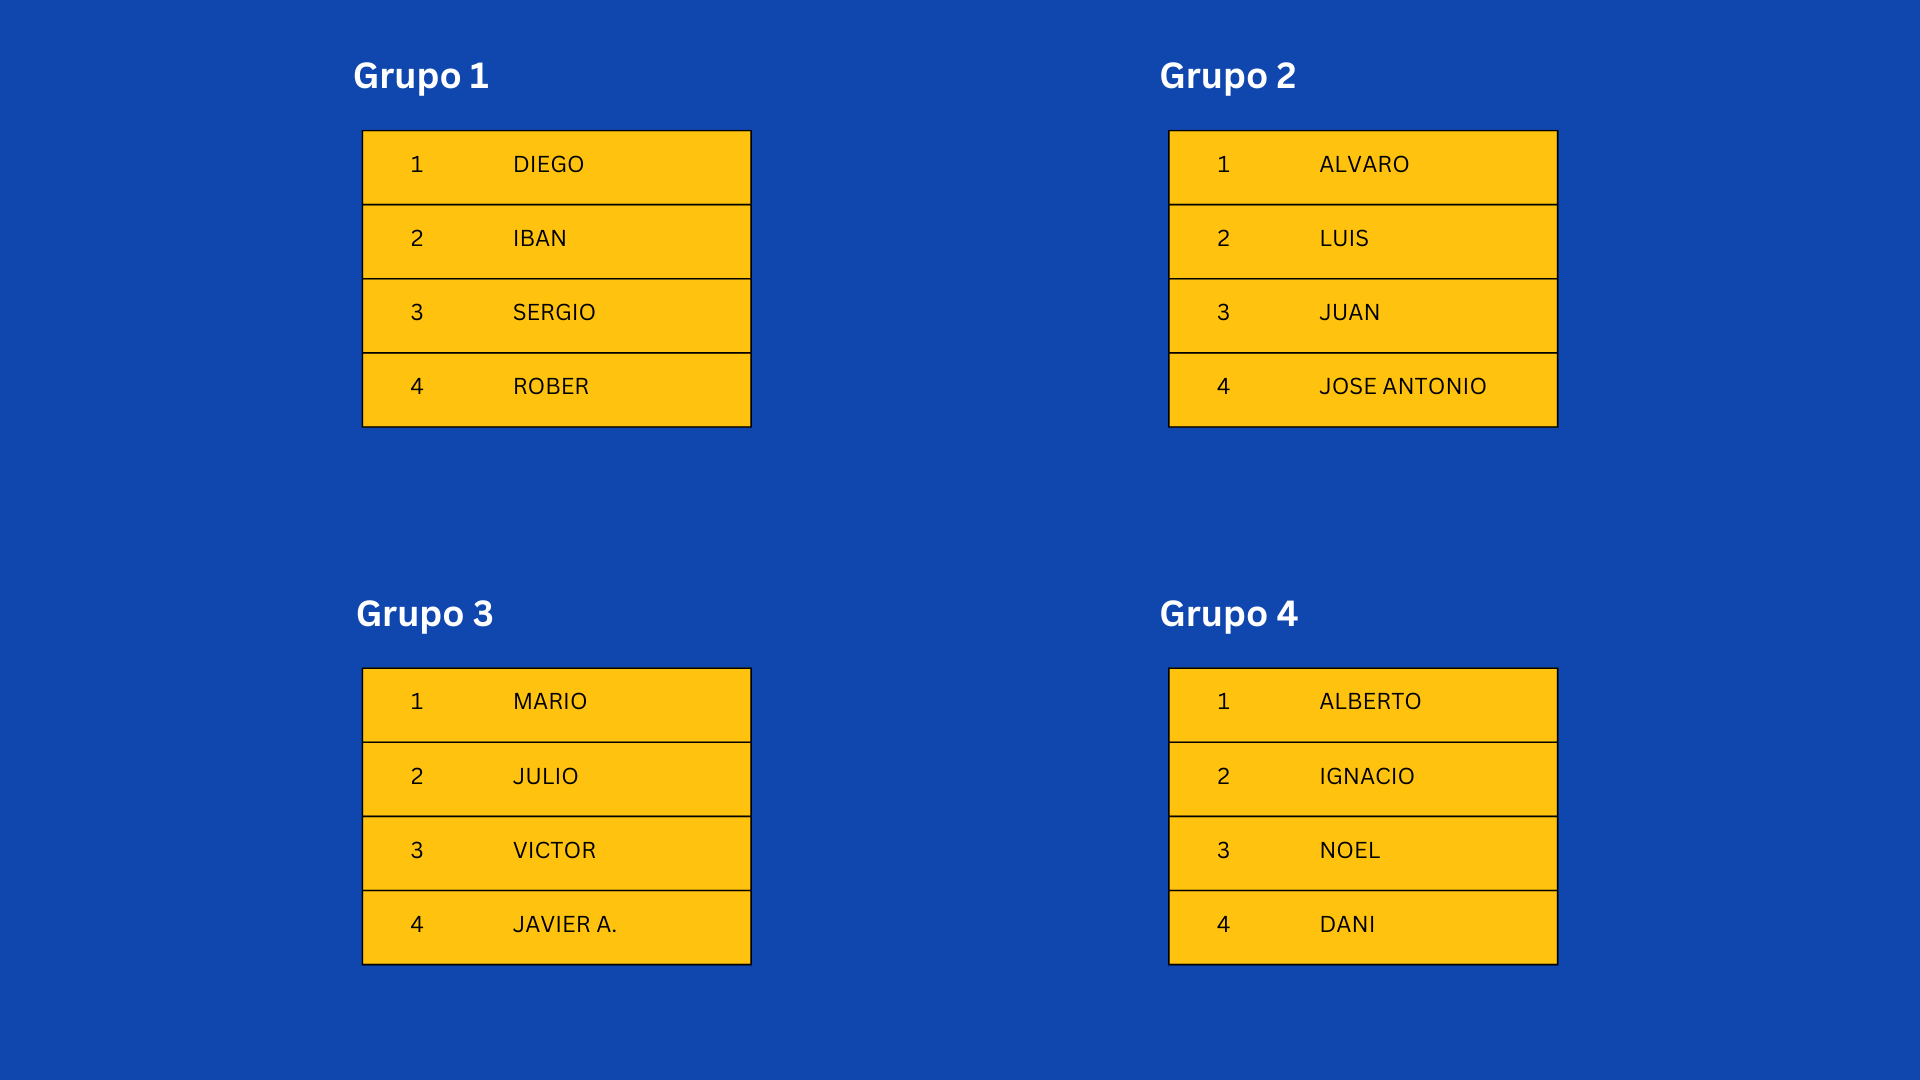 Grupo 1
1 DIEGO
2 IBAN
3 SERGIO
4 ROBER
Grupo 2
1 ALVARO
2 LUIS
3 JUAN
4 JOSE ANTONIO
Grupo 3
1 MARIO
2 JULIO
3 VICTOR
4 JAVIER A.
Grupo 4
1 ALBERTO
2 IGNACIO
3 NOEL
4 DANI